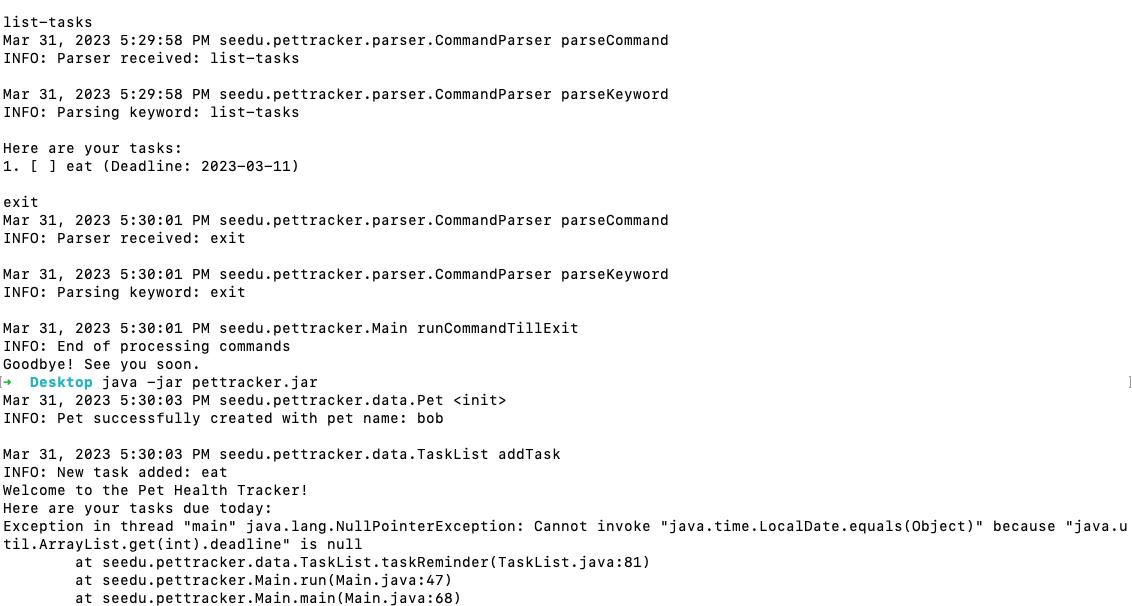 list-tasks
Mar 31, 2023 5:29:58 PM seedu.pettracker.parser.CommandParser parseCommand
INFO: Parser received: list-tasks
Mar 31, 2023 5:29:58 PM seedu.pettracker.parser.CommandParser parseKeyword
INFO: Parsing keyword: list-tasks
Here are your tasks:
1. [ ] eat (Deadline: 2023-03-11)
exit
Mar 31, 2023 5:30:01 PM seedu.pettracker.parser.CommandParser parseCommand
INFO: Parser received: exit
Mar 31, 2023 5:30:01 PM seedu.pettracker.parser.CommandParser parseKeyword
INFO: Parsing keyword: exit
Mar 31, 2023 5:30:01 PM seedu.pettracker.Main runCommandTillExit
INFO: End of processing commands
Goodbye! See you soon.
[➜  Desktop java -jar pettracker.jar ]
Mar 31, 2023 5:30:03 PM seedu.pettracker.data.Pet <init>
INFO: Pet successfully created with pet name: bob
Mar 31, 2023 5:30:03 PM seedu.pettracker.data.TaskList addTask
INFO: New task added: eat
Welcome to the Pet Health Tracker!
Here are your tasks due today:
Exception in thread "main" java.lang.NullPointerException: Cannot invoke "java.time.LocalDate.equals(Object)" because "java.u
til.ArrayList.get(int).deadline" is null
at seedu.pettracker.data.TaskList.taskReminder(TaskList.java:81)
at seedu.pettracker.Main.run(Main.java:47)
at seedu.pettracker.Main.main(Main.java:68)